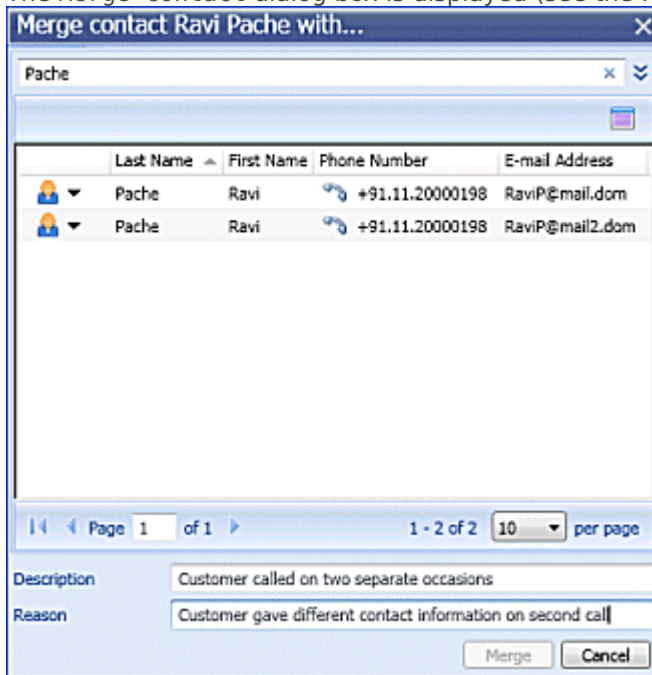 Merge contact Ravi Pache with...
Pache
Last Name First Name Phone Number E-mail Address
Pache Ravi +91.11.20000198 RaviP@mail.dom
Pache Ravi +91.11.20000198 RaviP@mail2.dom
Page 1 of 1 1 - 2 of 2 10 per page
Description Customer called on two separate occasions
Reason Customer gave different contact information on second call
Merge Cancel